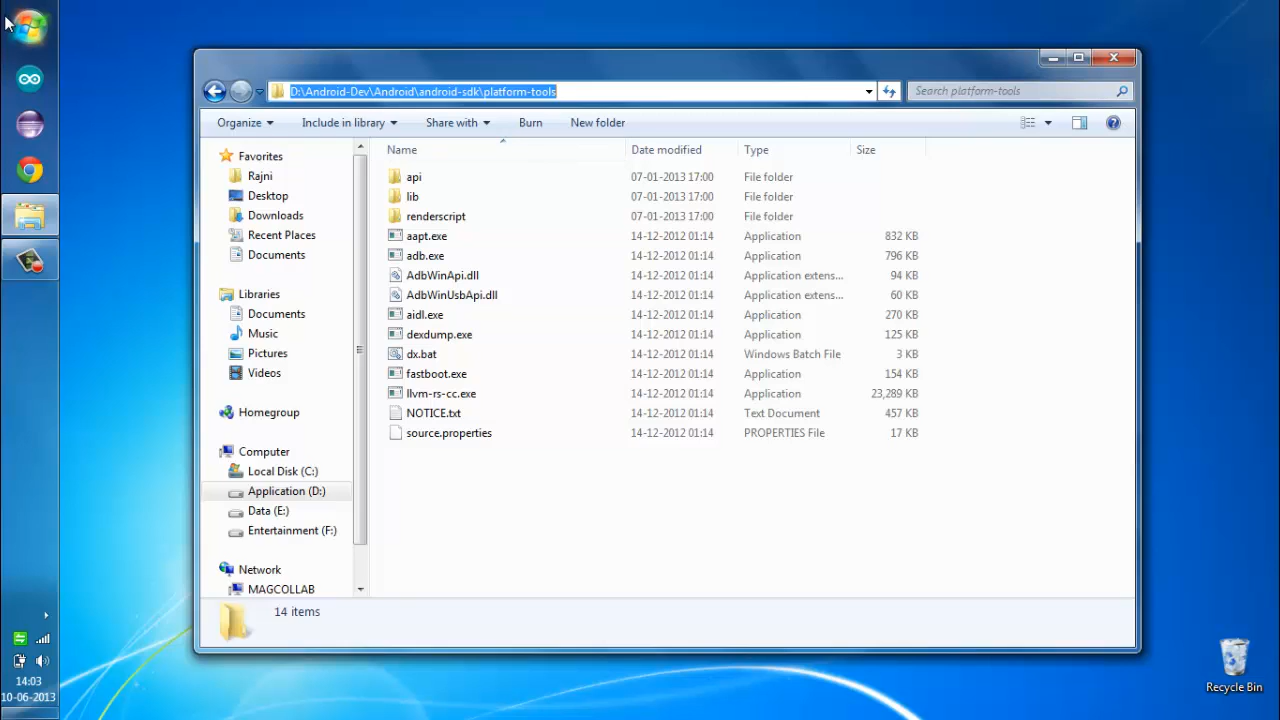 D:\Android-Dev\Android\android-sdk\platform-tools
Search platform-tools
Organize
Include in library
Share with
Burn
New folder
Name Date modified Type Size
Favorites
Rajni
Desktop
Downloads
Recent Places
Documents
Libraries
Documents
Music
Pictures
Videos
Homegroup
Computer
Local Disk (C:)
Application (D:)
Data (E:)
Entertainment (F:)
Network
MAGCOLLAB
api 07-01-2013 17:00 File folder
lib 07-01-2013 17:00 File folder
renderscript 07-01-2013 17:00 File folder
aapt.exe 14-12-2012 01:14 Application 832 KB
adb.exe 14-12-2012 01:14 Application 796 KB
AdbWinApi.dll 14-12-2012 01:14 Application extens... 94 KB
AdbWinUsbApi.dll 14-12-2012 01:14 Application extens... 60 KB
aidl.exe 14-12-2012 01:14 Application 270 KB
dexdump.exe 14-12-2012 01:14 Application 125 KB
dx.bat 14-12-2012 01:14 Windows Batch File 3 KB
fastboot.exe 14-12-2012 01:14 Application 154 KB
llvm-rs-cc.exe 14-12-2012 01:14 Application 23,289 KB
NOTICE.txt 14-12-2012 01:14 Text Document 457 KB
source.properties 14-12-2012 01:14 PROPERTIES File 17 KB
14 items
14:03
10-06-2013
Recycle Bin